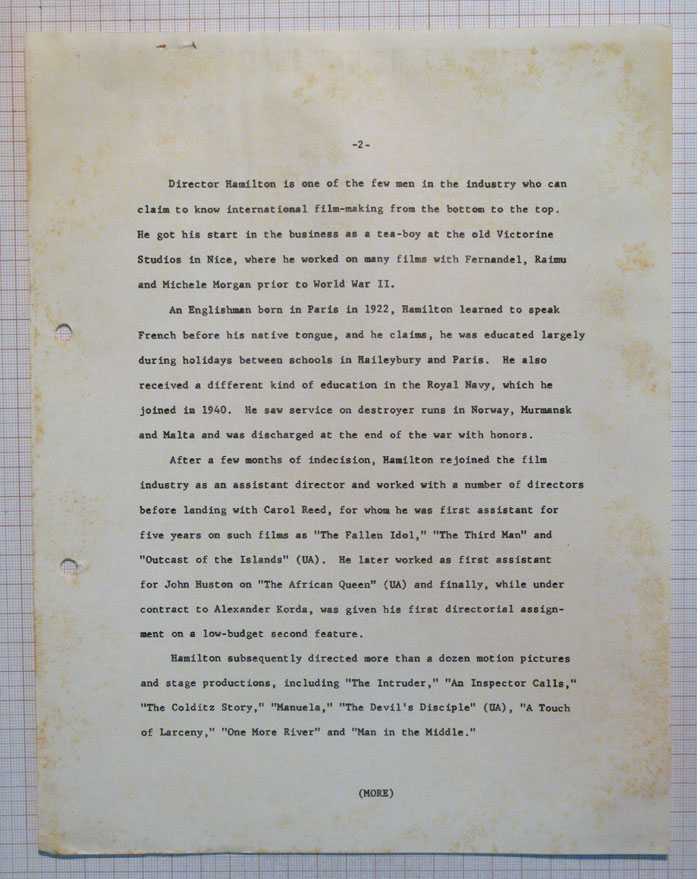 -2-
Director Hamilton is one of the few men in the industry who can
claim to know international film-making from the bottom to the top.
He got his start in the business as a tea-boy at the old Victorine
Studios in Nice, where he worked on many films with Fernandel, Raimu
and Michele Morgan prior to World War II.
An Englishman born in Paris in 1922, Hamilton learned to speak
French before his native tongue, and he claims, he was educated largely
during holidays between schools in Haileybury and Paris. He also
received a different kind of education in the Royal Navy, which he
joined in 1940. He saw service on destroyer runs in Norway, Murmansk
and Malta and was discharged at the end of the war with honors.
After a few months of indecision, Hamilton rejoined the film
industry as an assistant director and worked with a number of directors
before landing with Carol Reed, for whom he was first assistant for
five years on such films as "The Fallen Idol," "The Third Man" and
"Outcast of the Islands" (UA). He later worked as first assistant
for John Huston on "The African Queen" (UA) and finally, while under
contract to Alexander Korda, was given his first directorial assign-
ment on a low-budget second feature.
Hamilton subsequently directed more than a dozen motion pictures
and stage productions, including "The Intruder," "An Inspector Calls,"
"The Colditz Story," "Manuela," "The Devil's Disciple" (UA), "A Touch
of Larceny," "One More River" and "Man in the Middle."
(MORE)